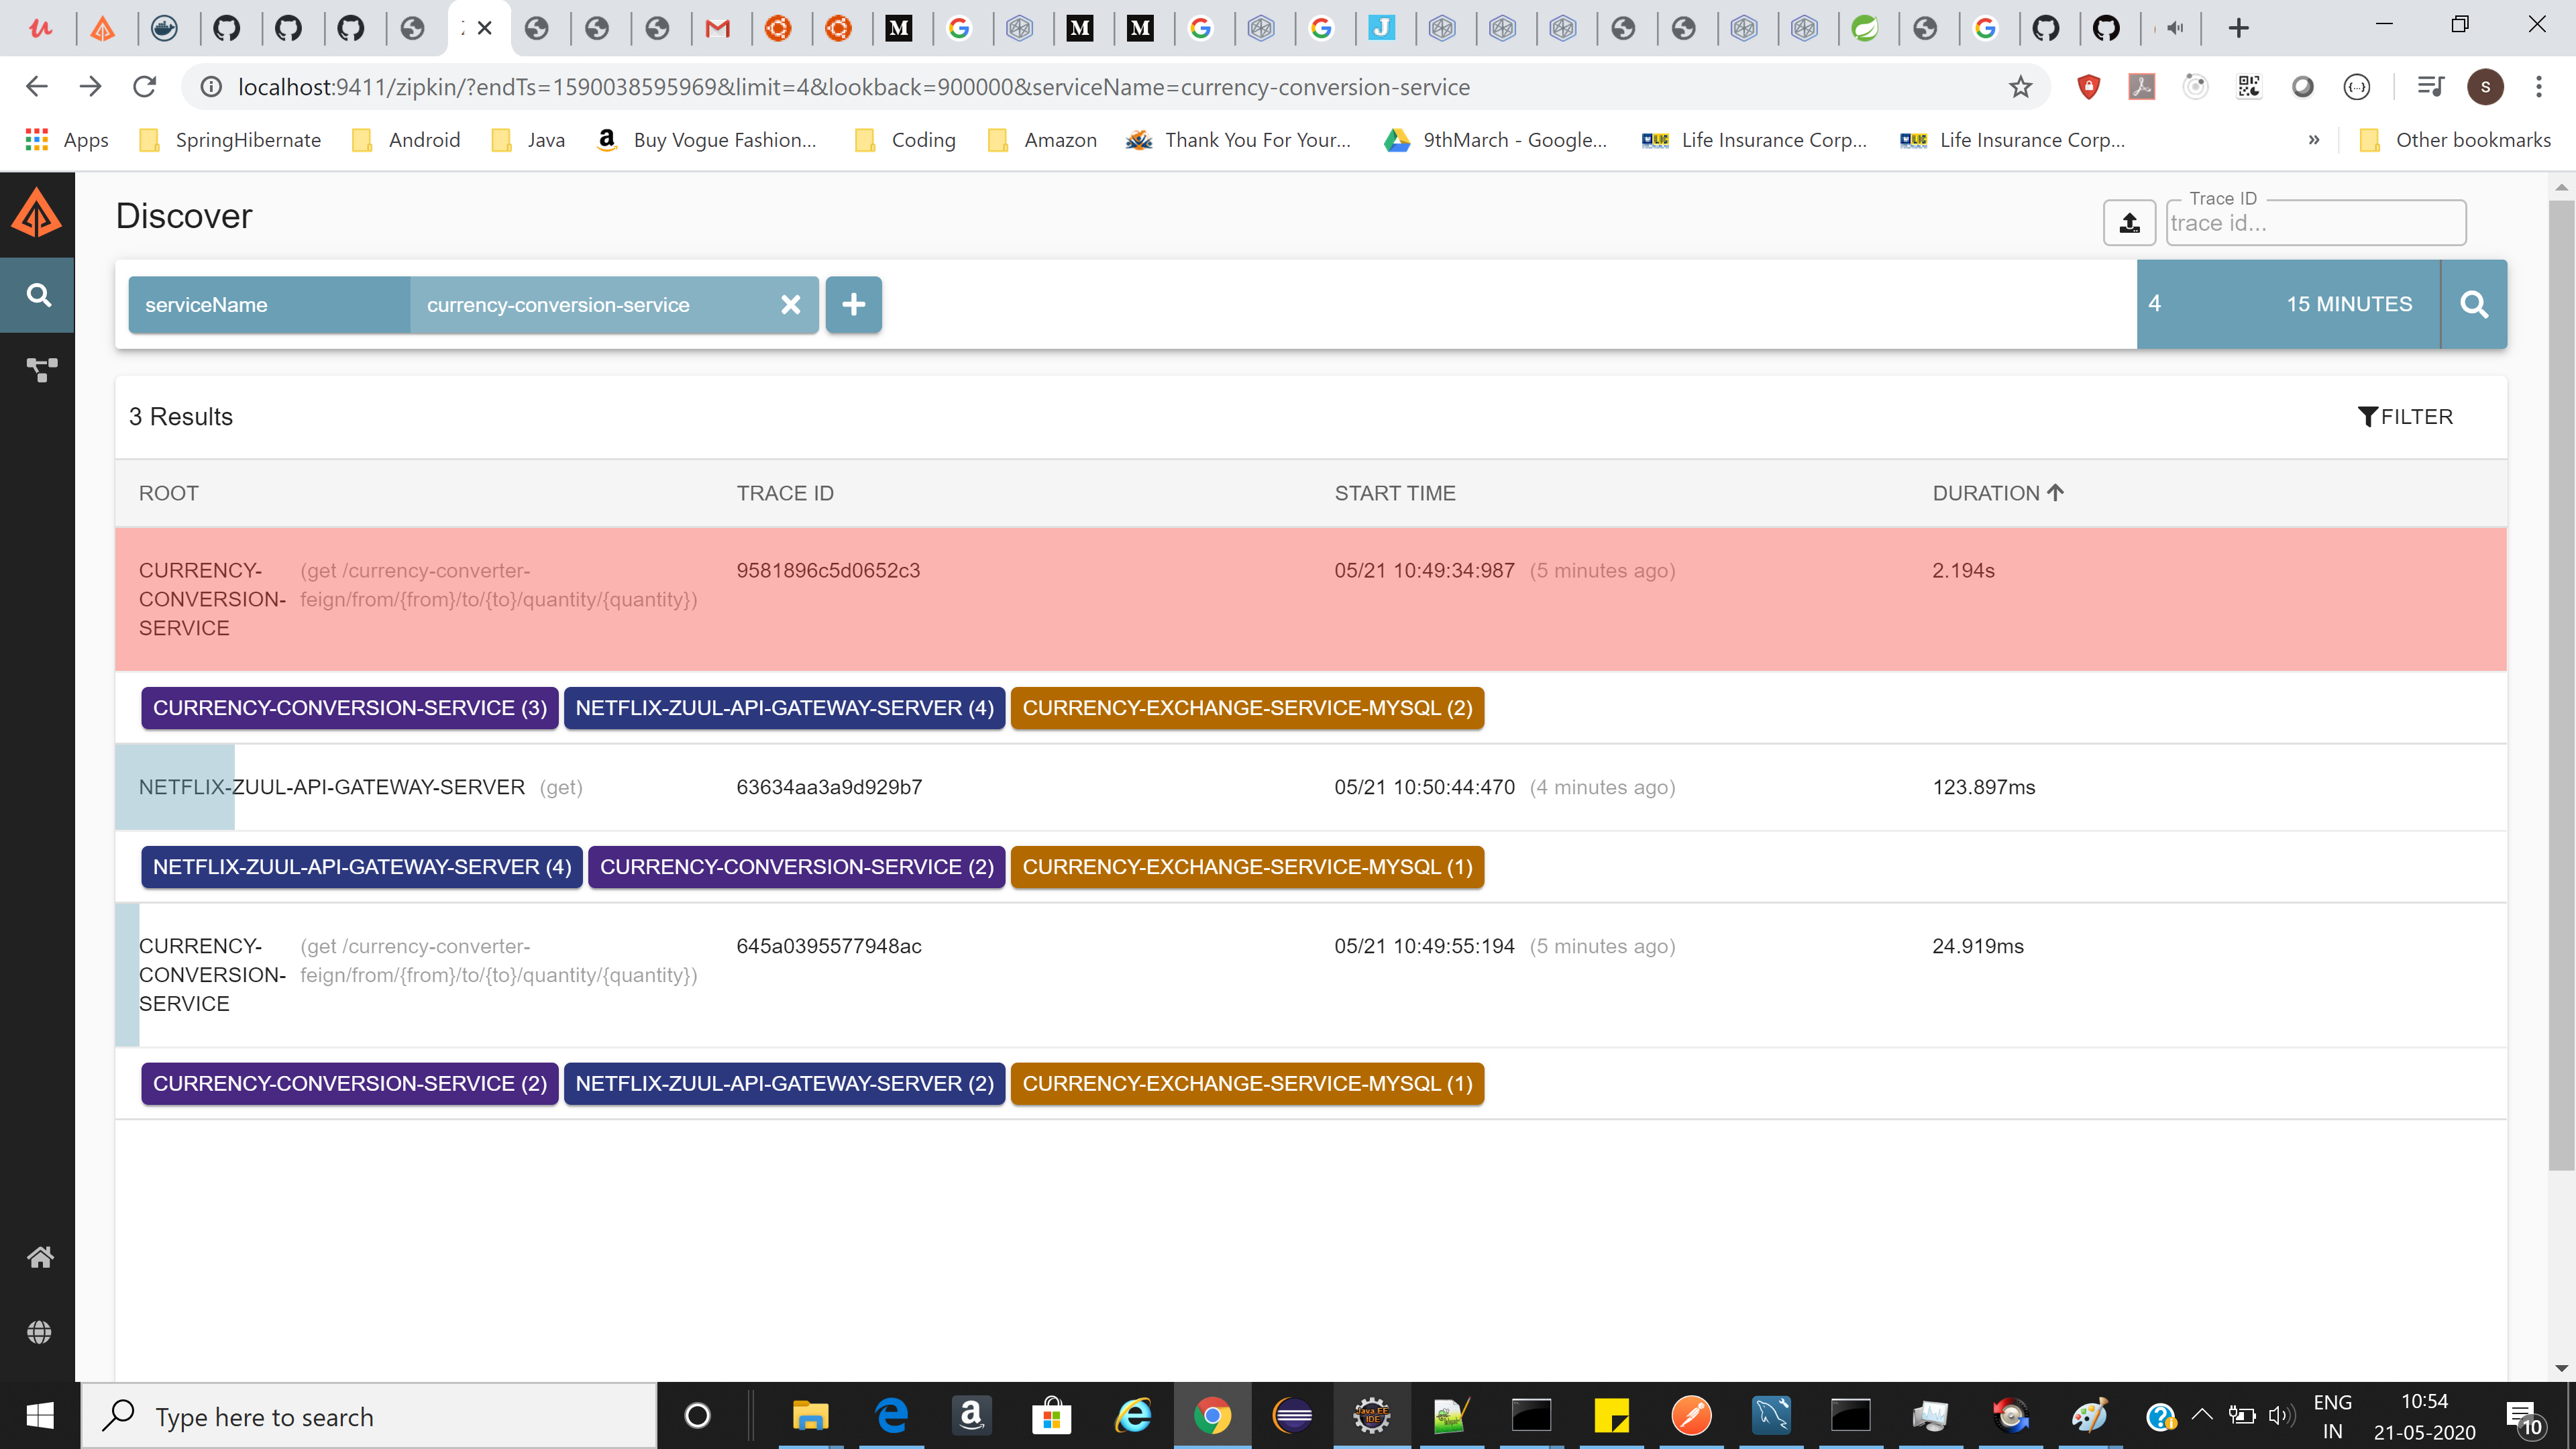 localhost:9411/zipkin/?endTs=1590038595969&limit=4&lookback=900000&serviceName=currency-conversion-service
S
Apps SpringHibernate Android Java Buy Vogue Fashion... Coding Amazon Thank You For Your... 9thMarch - Google... Life Insurance Corp... Life Insurance Corp... » Other bookmarks
Discover
Trace ID
trace id...
serviceName currency-conversion-service
4 15 MINUTES
3 Results
FILTER
ROOT TRACE ID START TIME DURATION
CURRENCY- (get /currency-converter- 9581896c5d0652c3 05/21 10:49:34:987 (5 minutes ago) 2.194s
CONVERSION- feign/from/{from}/to/{to}/quantity/{quantity})
SERVICE
CURRENCY-CONVERSION-SERVICE (3) NETFLIX-ZUUL-API-GATEWAY-SERVER (4) CURRENCY-EXCHANGE-SERVICE-MYSQL (2)
NETFLIX-ZUUL-API-GATEWAY-SERVER (get) 63634aa3a9d929b7 05/21 10:50:44:470 (4 minutes ago) 123.897ms
NETFLIX-ZUUL-API-GATEWAY-SERVER (4) CURRENCY-CONVERSION-SERVICE (2) CURRENCY-EXCHANGE-SERVICE-MYSQL (1)
CURRENCY- (get /currency-converter- 645a0395577948ac 05/21 10:49:55:194 (5 minutes ago) 24.919ms
CONVERSION- feign/from/{from}/to/{to}/quantity/{quantity})
SERVICE
CURRENCY-CONVERSION-SERVICE (2) NETFLIX-ZUUL-API-GATEWAY-SERVER (2) CURRENCY-EXCHANGE-SERVICE-MYSQL (1)
Type here to search
ENG
IN
10:54
21-05-2020
10